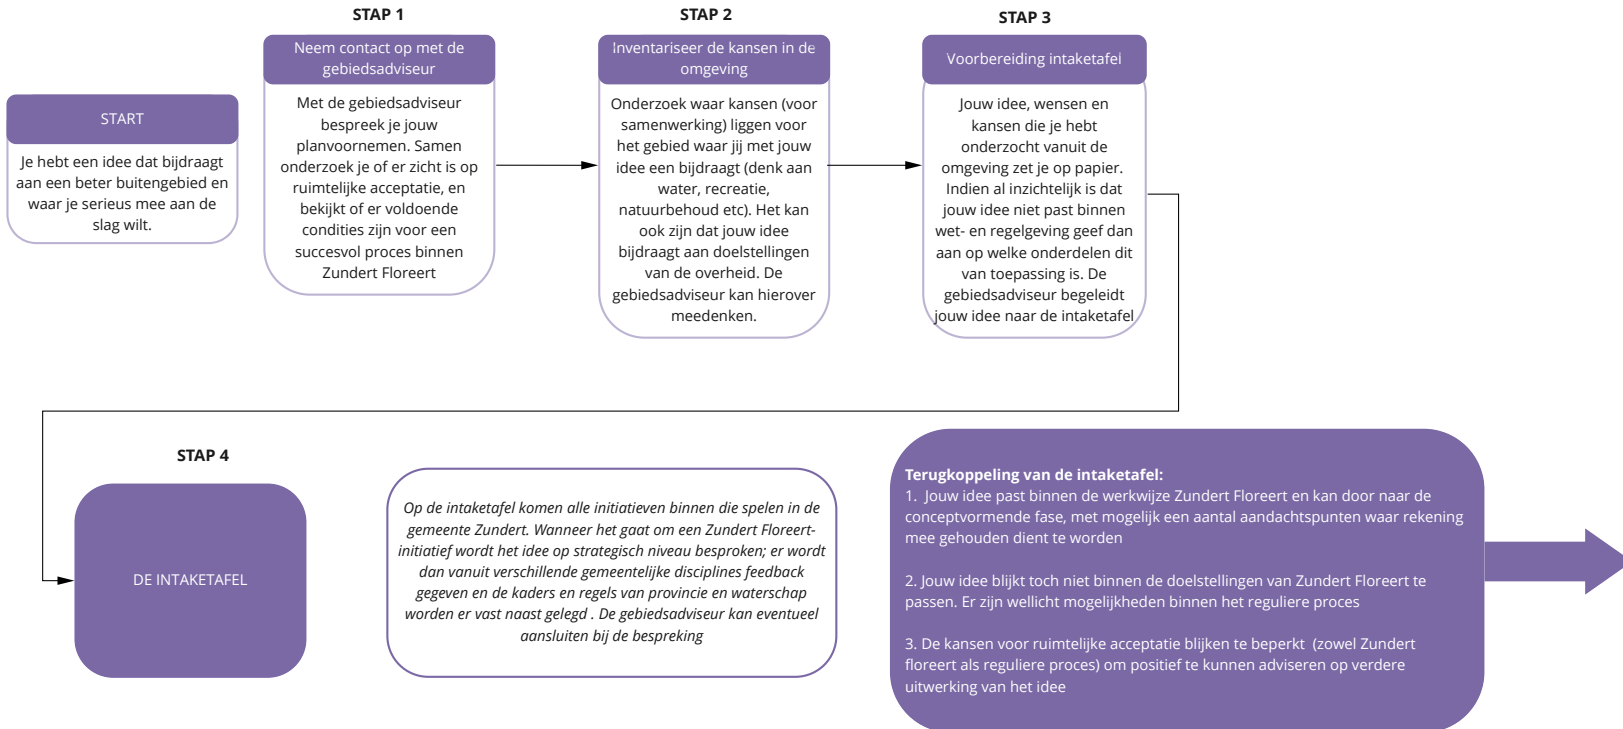 STAP 1
STAP 2
STAP 3
START
Je hebt een idee dat bijdraagt
aan een beter buitengebied en
waar je serieus mee aan de
slag wilt.
Neem contact op met de
gebiedsadviseur
Met de gebiedsadviseur
bespreek je jouw
planvoornemen. Samen
onderzoek je of er zicht is op
ruimtelijke acceptatie, en
bekijkt of er voldoende
condities zijn voor een
succesvol proces binnen
Zundert Floreert
Inventariseer de kansen in de
omgeving
Onderzoek waar kansen (voor
samenwerking) liggen voor
het gebied waar jij met jouw
idee een bijdraagt (denk aan
water, recreatie,
natuurbehoud etc). Het kan
ook zijn dat jouw idee
bijdraagt aan doelstellingen
van de overheid. De
gebiedsadviseur kan hierover
meedenken.
Voorbereiding intaketafel
Jouw idee, wensen en
kansen die je hebt
onderzocht vanuit de
omgeving zet je op papier.
Indien al inzichtelijk is dat
jouw idee niet past binnen
wet- en regelgeving geef dan
aan op welke onderdelen dit
van toepassing is. De
gebiedsadviseur begeleidt
jouw idee naar de intaketafel
STAP 4
DE INTAKETAFEL
Op de intaketafel komen alle initiatieven binnen die spelen in de
gemeente Zundert. Wanneer het gaat om een Zundert Floreert-
initiatief wordt het idee op strategisch niveau besproken; er wordt
dan vanuit verschillende gemeentelijke disciplines feedback
gegeven en de kaders en regels van provincie en waterschap
worden er vast naast gelegd . De gebiedsadviseur kan eventueel
aansluiten bij de bespreking
Terugkoppeling van de intaketafel:
1. Jouw idee past binnen de werkwijze Zundert Floreert en kan door naar de
conceptvormende fase, met mogelijk een aantal aandachtspunten waar rekening
mee gehouden dient te worden
2. Jouw idee blijkt toch niet binnen de doelstellingen van Zundert Floreert te
passen. Er zijn wellicht mogelijkheden binnen het reguliere proces
3. De kansen voor ruimtelijke acceptatie blijken te beperkt (zowel Zundert
floreert als reguliere proces) om positief te kunnen adviseren op verdere
uitwerking van het idee